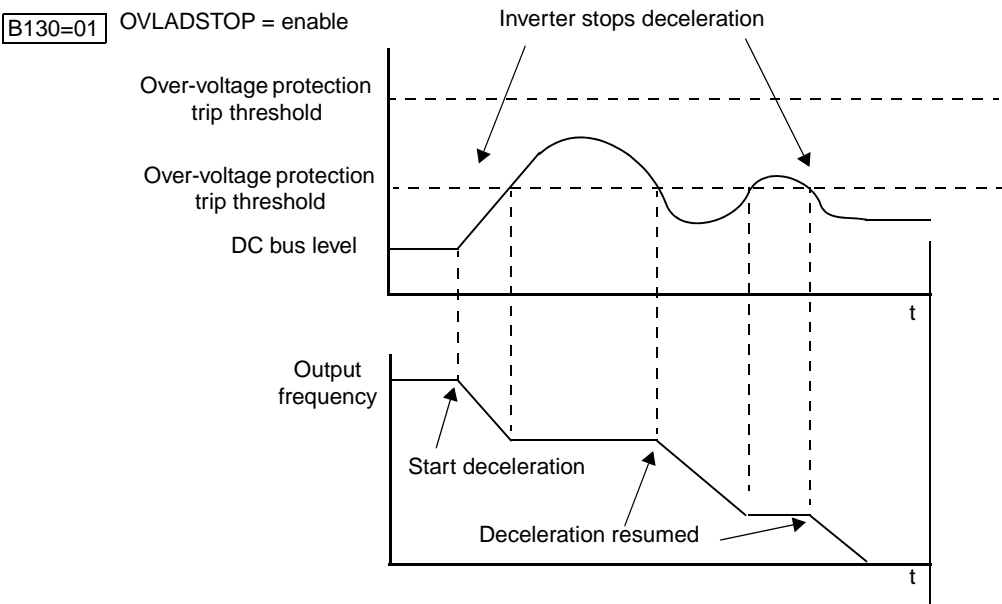 B130=01 OVLADSTOP = enable
Inverter stops deceleration
Over-voltage protection
trip threshold
Over-voltage protection
trip threshold
DC bus level
t
Output
frequency
Start deceleration
Deceleration resumed
t